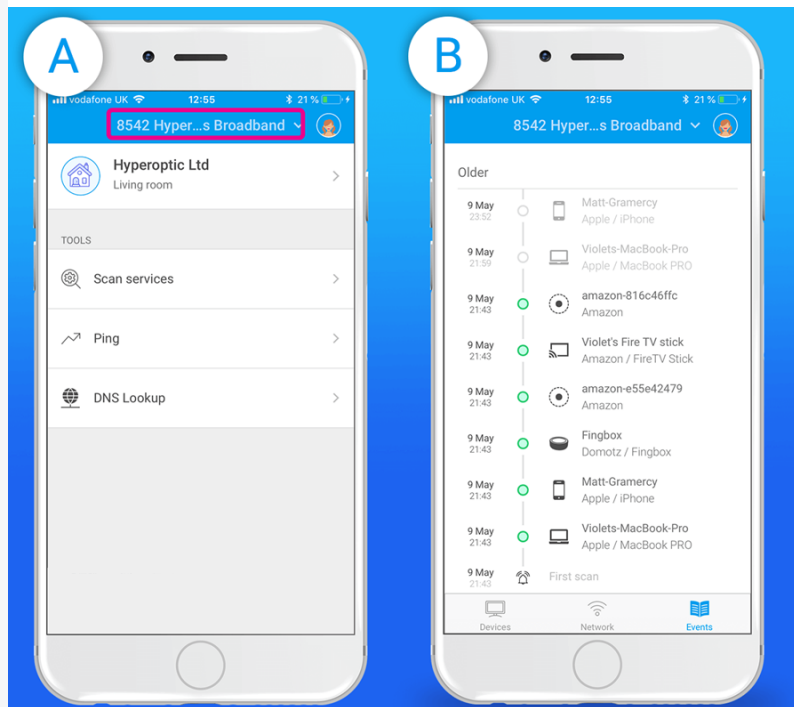 A
vodafone UK 12:55 21 %
8542 Hyper...s Broadband
Hyperoptic Ltd
Living room
TOOLS
Scan services
Ping
DNS Lookup
B
vodafone UK 12:55 21 %
8542 Hyper...s Broadband
Older
9 May Matt-Gramercy
23:52 Apple / iPhone
9 May Violets-MacBook-Pro
21:59 Apple / MacBook PRO
9 May amazon-816c46ffc
21:43 Amazon
9 May Violet's Fire TV stick
21:43 Amazon / FireTV Stick
9 May amazon-e55e42479
21:43 Amazon
9 May Fingbox
21:43 Domotz / Fingbox
9 May Matt-Gramercy
21:43 Apple / iPhone
9 May Violets-MacBook-Pro
21:43 Apple / MacBook PRO
9 May First scan
21:43
Devices Network Events